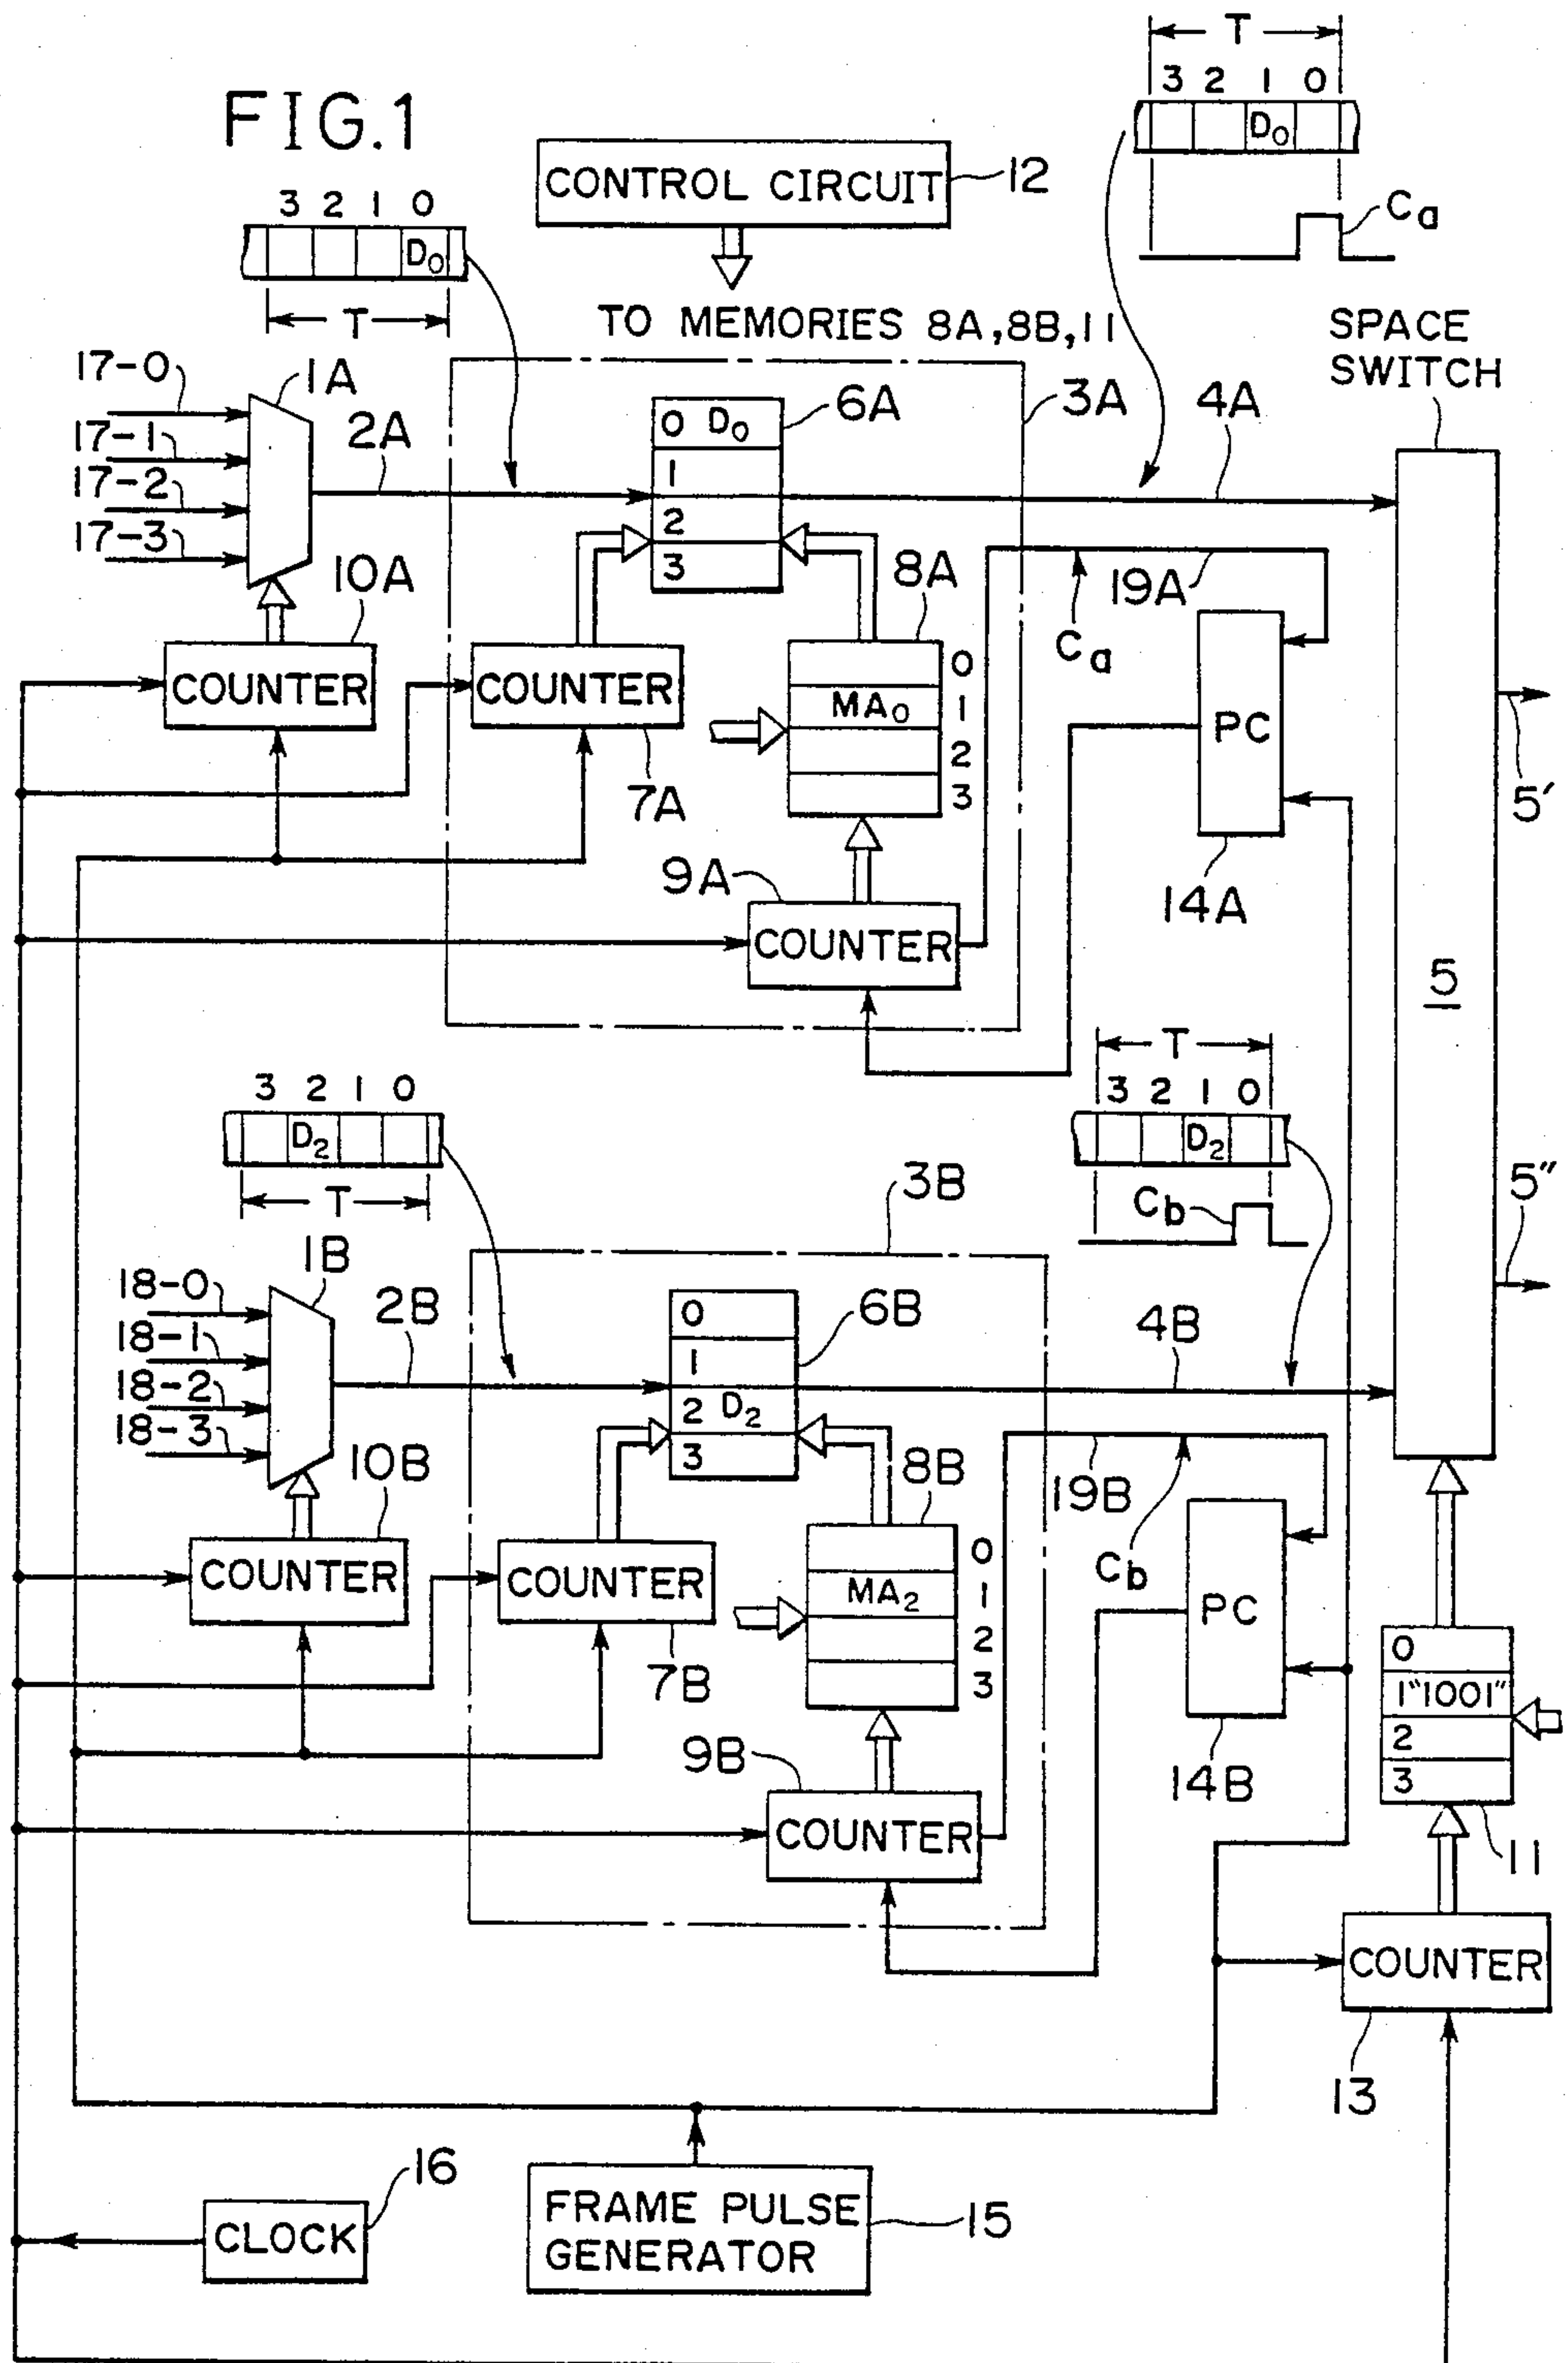 FIG.1
T
3 2 1 0
D0
Ca
CONTROL CIRCUIT
12
TO MEMORIES 8A,8B,11
3 2 1 0
D0
T
SPACE
SWITCH
17-0
17-1
17-2
17-3
1A
2A
0 D0
1
2
3
6A
3A
4A
10A
COUNTER
COUNTER
7A
8A
0
MA0 1
2
3
Ca
19A
PC
14A
5
5'
9A
COUNTER
3 2 1 0
D2
T
T
3 2 1 0
D2
Cb
3B
5"
18-0
18-1
18-2
18-3
1B
2B
0
1
2 D2
3
6B
4B
10B
COUNTER
COUNTER
7B
8B
0
MA2 1
2
3
19B
Cb
PC
14B
0
1"1001"
2
3
11
9B
COUNTER
COUNTER
13
16
CLOCK
FRAME PULSE
GENERATOR
15